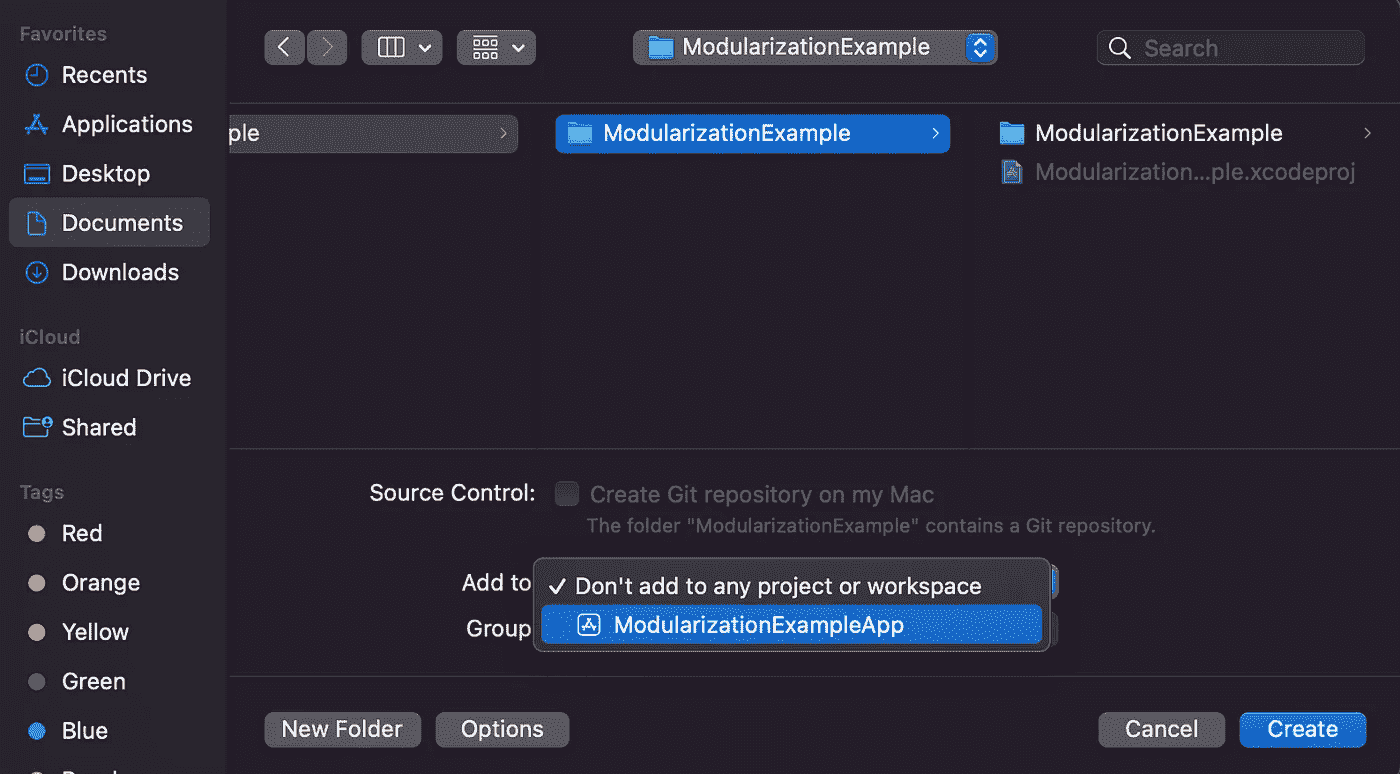 Favorites
Recents
Applications
Desktop
Documents
Downloads
iCloud
iCloud Drive
Shared
Tags
Red
Orange
Yellow
Green
Blue
ModularizationExample
Search
ple
ModularizationExample
ModularizationExample
Modularization...ple.xcodeproj
Source Control:
Create Git repository on my Mac
The folder "ModularizationExample" contains a Git repository.
Add to
✓ Don't add to any project or workspace
Group
ModularizationExampleApp
New Folder
Options
Cancel
Create